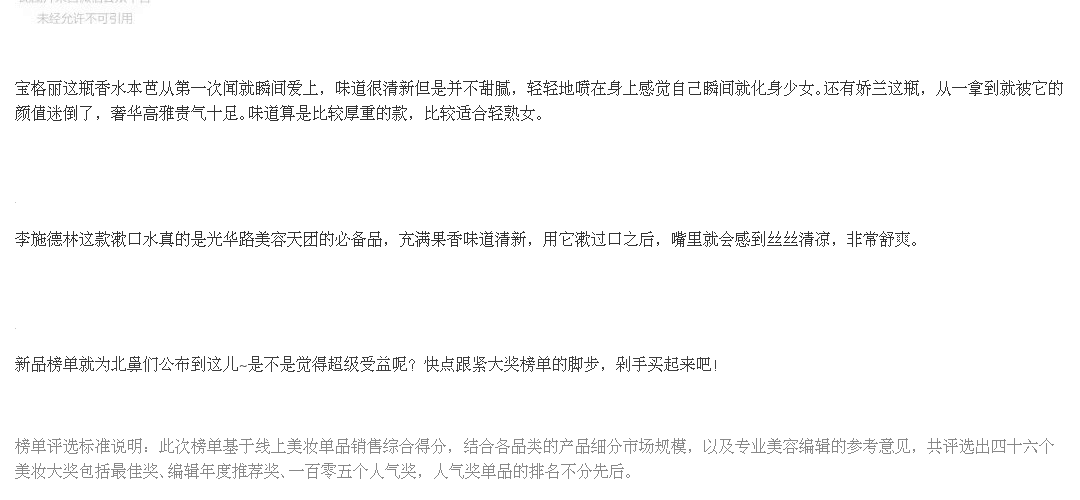 未经允许不可引用
宝格丽这瓶香水本芭从第一次闻就瞬间爱上，味道很清新但是并不甜腻，轻轻地喷在身上感觉自己瞬间就化身少女。还有娇兰这瓶，从一拿到就被它的
颜值迷倒了，奢华高雅贵气十足。味道算是比较厚重的款，比较适合轻熟女。
李施德林这款漱口水真的是光华路美容天团的必备品，充满果香味道清新，用它漱过口之后，嘴里就会感到丝丝清凉，非常舒爽。
新品榜单就为北鼻们公布到这儿~是不是觉得超级受益呢？快点跟紧大奖榜单的脚步，剁手买起来吧！
榜单评选标准说明：此次榜单基于线上美妆单品销售综合得分，结合各品类的产品细分市场规模，以及专业美容编辑的参考意见，共评选出四十六个
美妆大奖包括最佳奖、编辑年度推荐奖、一百零五个人气奖，人气奖单品的排名不分先后。